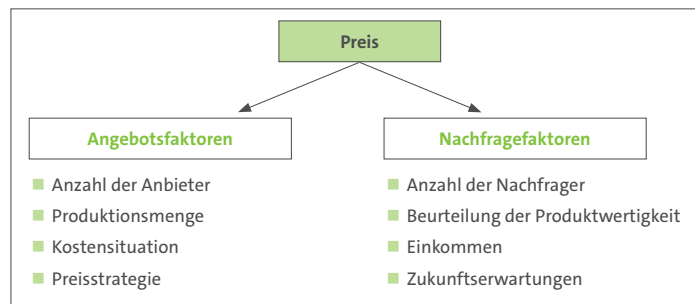 Preis
Angebotsfaktoren
Anzahl der Anbieter
Produktionsmenge
Kostensituation
Preisstrategie
Nachfragefaktoren
Anzahl der Nachfrager
Beurteilung der Produktwertigkeit
Einkommen
Zukunftserwartungen